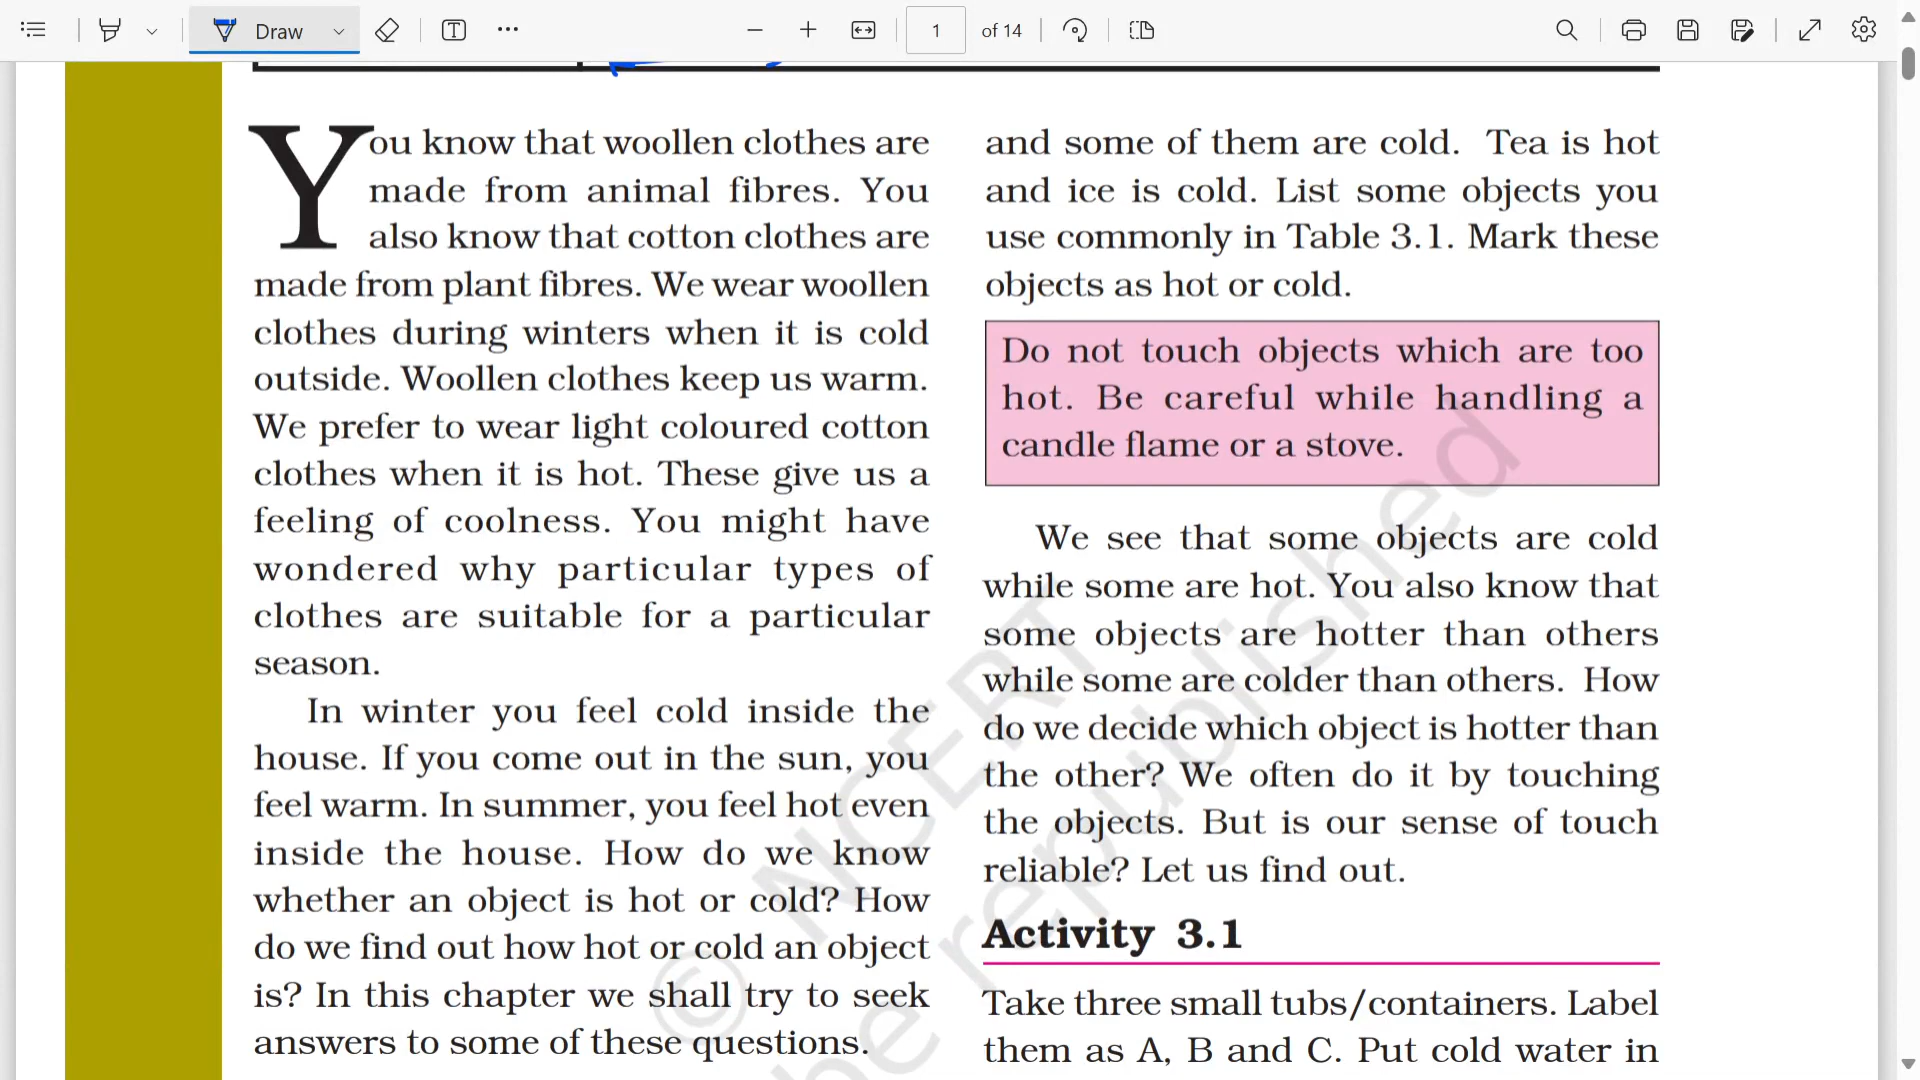 Draw
1
of 14
You know that woollen clothes are
made from animal fibres. You
also know that cotton clothes are
made from plant fibres. We wear woollen
clothes during winters when it is cold
outside. Woollen clothes keep us warm.
We prefer to wear light coloured cotton
clothes when it is hot. These give us a
feeling of coolness. You might have
wondered why particular types of
clothes are suitable for a particular
season.
In winter you feel cold inside the
house. If you come out in the sun, you
feel warm. In summer, you feel hot even
inside the house. How do we know
whether an object is hot or cold? How
do we find out how hot or cold an object
is? In this chapter we shall try to seek
answers to some of these questions.
and some of them are cold. Tea is hot
and ice is cold. List some objects you
use commonly in Table 3.1. Mark these
objects as hot or cold.
Do not touch objects which are too
hot. Be careful while handling a
candle flame or a stove.
We see that some objects are cold
while some are hot. You also know that
some objects are hotter than others
while some are colder than others. How
do we decide which object is hotter than
the other? We often do it by touching
the objects. But is our sense of touch
reliable? Let us find out.
Activity 3.1
Take three small tubs/containers. Label
them as A, B and C. Put cold water in
© NCERT
be republished